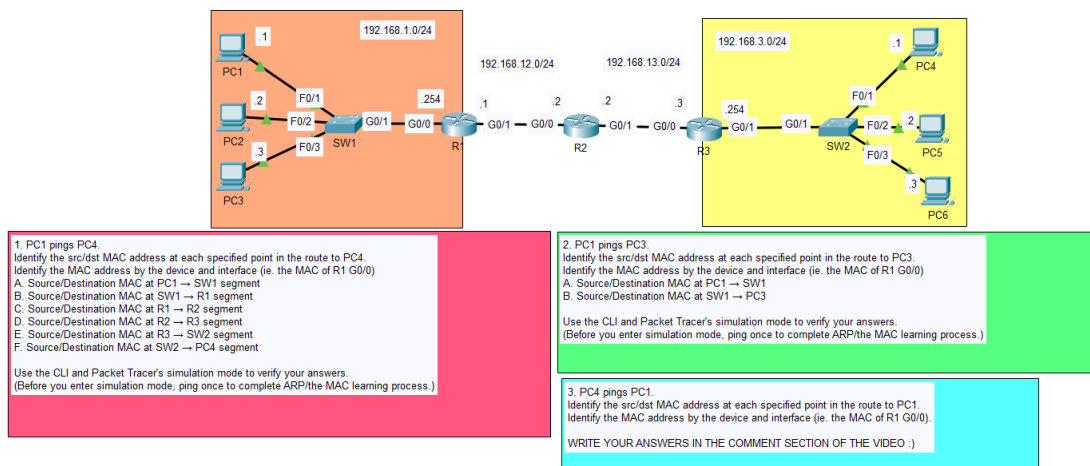 192.168.1.0/24
.1
PC1
.2
PC2
.3
PC3
F0/1
F0/2
F0/3
SW1
G0/1
.254
G0/0
R1
.1
G0/1
192.168.12.0/24
.2
G0/0
R2
.2
G0/1
192.168.13.0/24
.3
G0/0
R3
192.168.3.0/24
.254
G0/1
G0/1
SW2
F0/1
F0/2
F0/3
.1
PC4
.2
PC5
.3
PC6
1. PC1 pings PC4.
Identify the src/dst MAC address at each specified point in the route to PC4.
Identify the MAC address by the device and interface (ie. the MAC of R1 G0/0)
A. Source/Destination MAC at PC1 → SW1 segment
B. Source/Destination MAC at SW1 → R1 segment
C. Source/Destination MAC at R1 → R2 segment
D. Source/Destination MAC at R2 → R3 segment
E. Source/Destination MAC at R3 → SW2 segment
F. Source/Destination MAC at SW2 → PC4 segment
Use the CLI and Packet Tracer's simulation mode to verify your answers.
(Before you enter simulation mode, ping once to complete ARP/the MAC learning process.)
2. PC1 pings PC3.
Identify the src/dst MAC address at each specified point in the route to PC3.
Identify the MAC address by the device and interface (ie. the MAC of R1 G0/0)
A. Source/Destination MAC at PC1 → SW1
B. Source/Destination MAC at SW1 → PC3
Use the CLI and Packet Tracer's simulation mode to verify your answers.
(Before you enter simulation mode, ping once to complete ARP/the MAC learning process.)
3. PC4 pings PC1.
Identify the src/dst MAC address at each specified point in the route to PC1.
Identify the MAC address by the device and interface (ie. the MAC of R1 G0/0).
WRITE YOUR ANSWERS IN THE COMMENT SECTION OF THE VIDEO :)